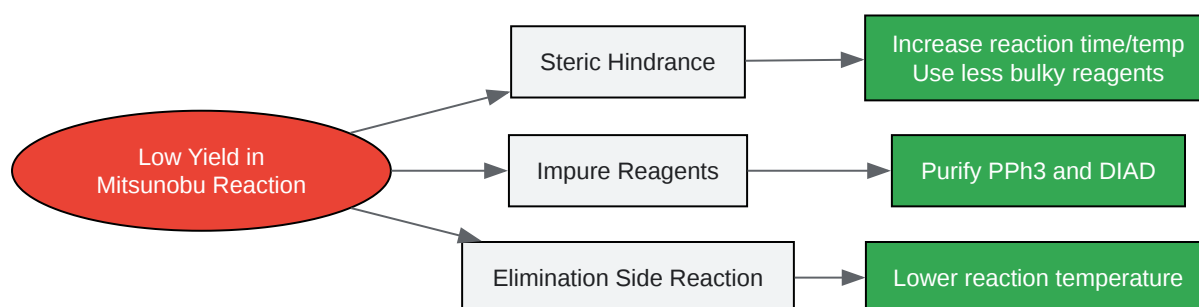 Low Yield in
Mitsunobu Reaction
Steric Hindrance
Increase reaction time/temp
Use less bulky reagents
Impure Reagents
Purify PPh3 and DIAD
Elimination Side Reaction
Lower reaction temperature